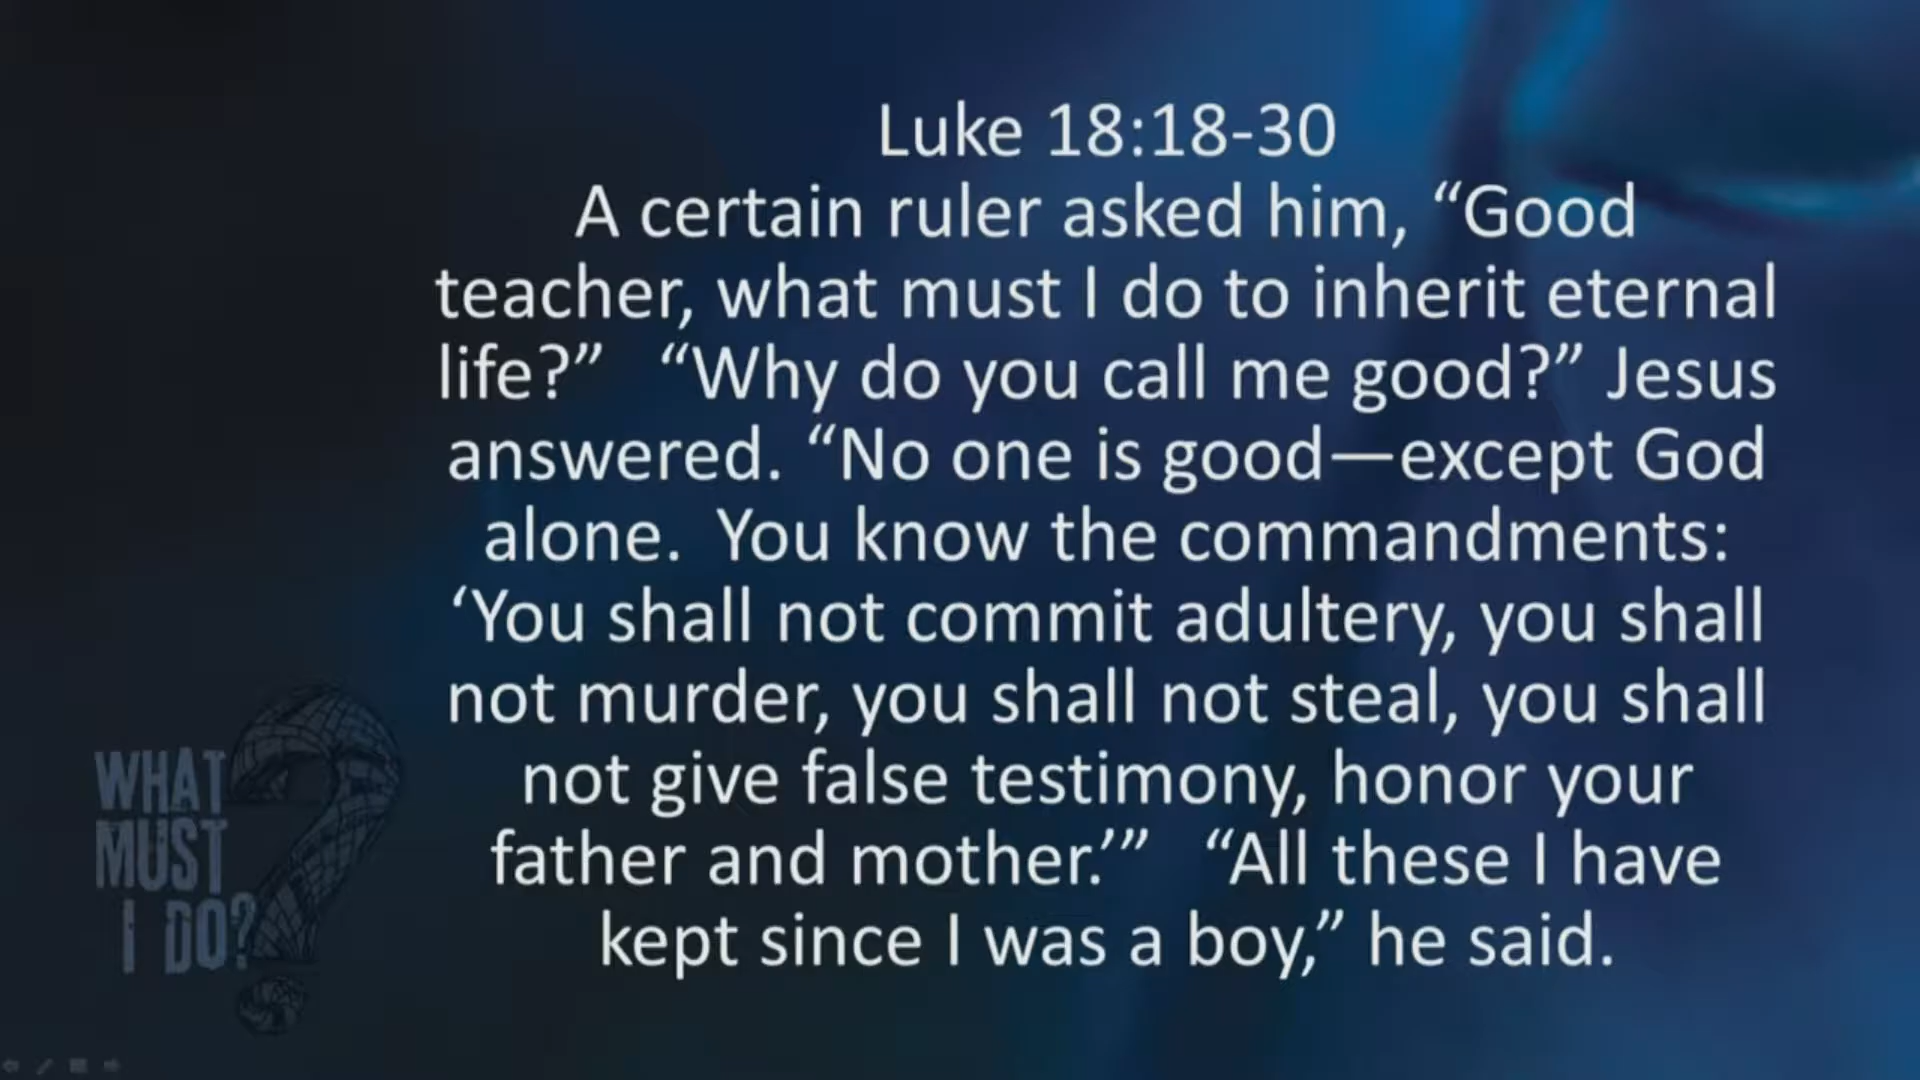 Luke 18:18-30
A certain ruler asked him, “Good
teacher, what must I do to inherit eternal
life?”   “Why do you call me good?” Jesus
answered. “No one is good—except God
alone.  You know the commandments:
‘You shall not commit adultery, you shall
not murder, you shall not steal, you shall
not give false testimony, honor your
father and mother.’”   “All these I have
kept since I was a boy,” he said.
WHAT
MUST
I DO?